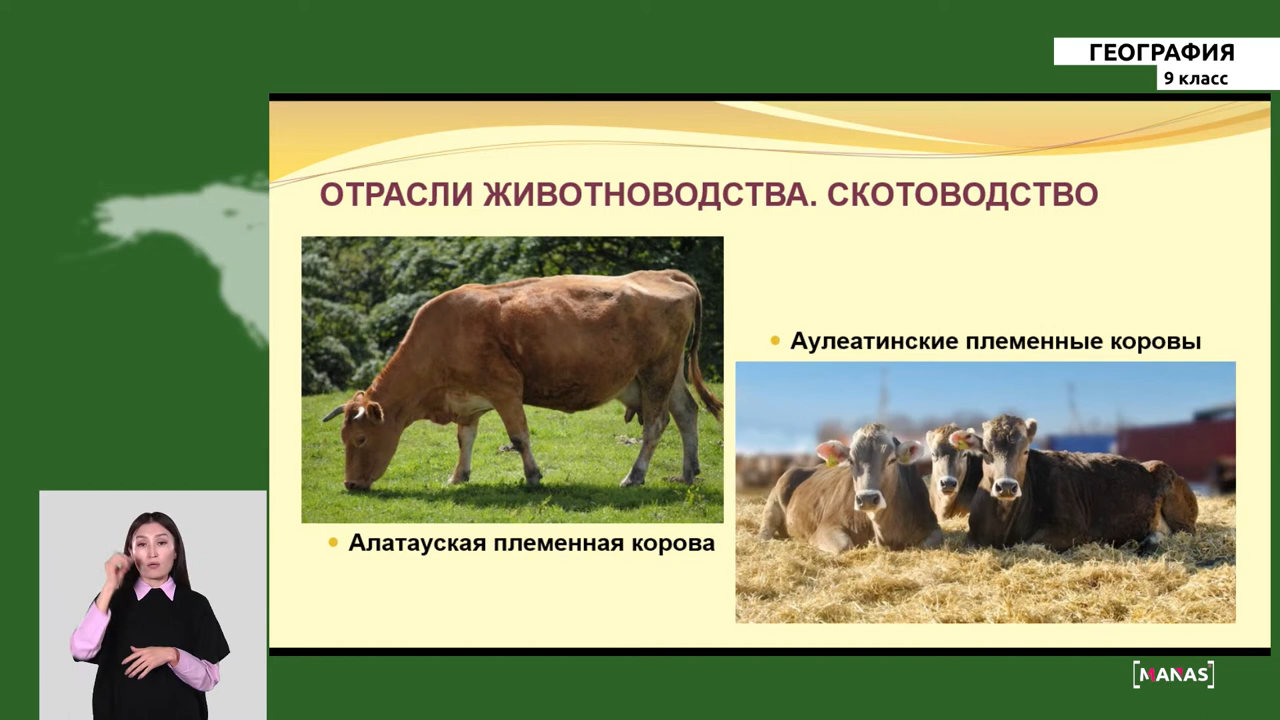 ГЕОГРАФИЯ
9 класс
ОТРАСЛИ ЖИВОТНОВОДСТВА. СКОТОВОДСТВО
Аулеатинские племенные коровы
Алатауская племенная корова
[MANAS]